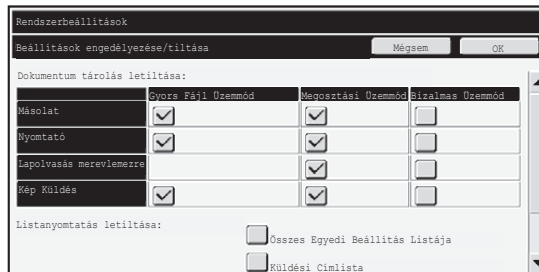 Rendszerbeállítások
Beállítások engedélyezése/tiltása
Mégsem
OK
Dokumentum tárolás letiltása:
Gyors Fájl Üzemmód Megosztási Üzemmód Bizalmas Üzemmód
Másolat
Nyomtató
Lapolvasás merevlemezre
Kép Küldés
Listanyomtatás letiltása:
Összes Egyedi Beállítás Listája
Küldési Címlista